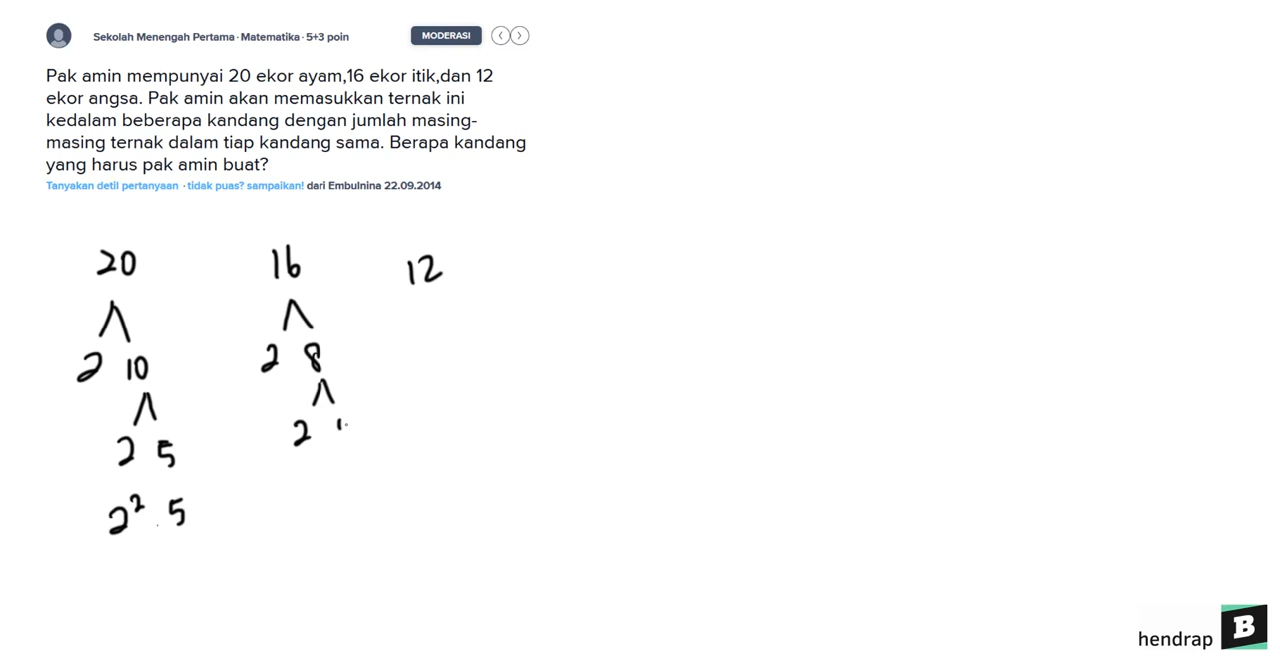 Sekolah Menengah Pertama · Matematika · 5+3 poin
MODERASI
Pak amin mempunyai 20 ekor ayam,16 ekor itik,dan 12
ekor angsa. Pak amin akan memasukkan ternak ini
kedalam beberapa kandang dengan jumlah masing-
masing ternak dalam tiap kandang sama. Berapa kandang
yang harus pak amin buat?
Tanyakan detil pertanyaan · tidak puas? sampaikan! dari Embulnina 22.09.2014
20 16 12
2 10 2 8
2 5 2
2² . 5
hendrap B